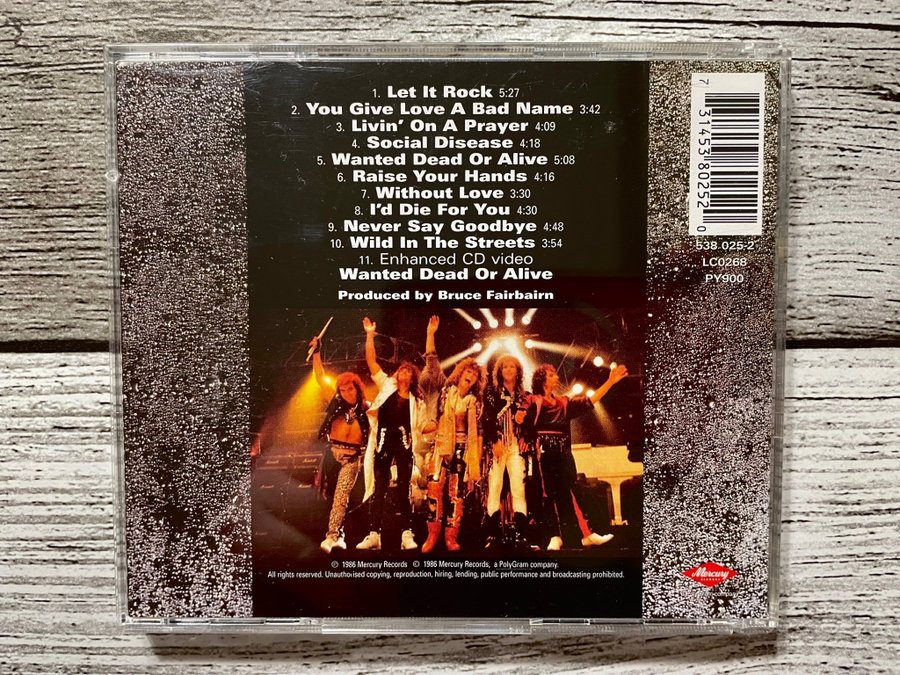 1. Let It Rock 5:27
2. You Give Love A Bad Name 3:42
3. Livin' On A Prayer 4:09
4. Social Disease 4:18
5. Wanted Dead Or Alive 5:08
6. Raise Your Hands 4:16
7. Without Love 3:30
8. I'd Die For You 4:30
9. Never Say Goodbye 4:48
10. Wild In The Streets 3:54
11. Enhanced CD video
Wanted Dead Or Alive
Produced by Bruce Fairbairn
7 31453 80252 0
538 025-2
LC0268
PY900
℗ 1986 Mercury Records © 1986 Mercury Records, a PolyGram company.
All rights reserved. Unauthorised copying, reproduction, hiring, lending, public performance and broadcasting prohibited.
Mercury
RECORDS